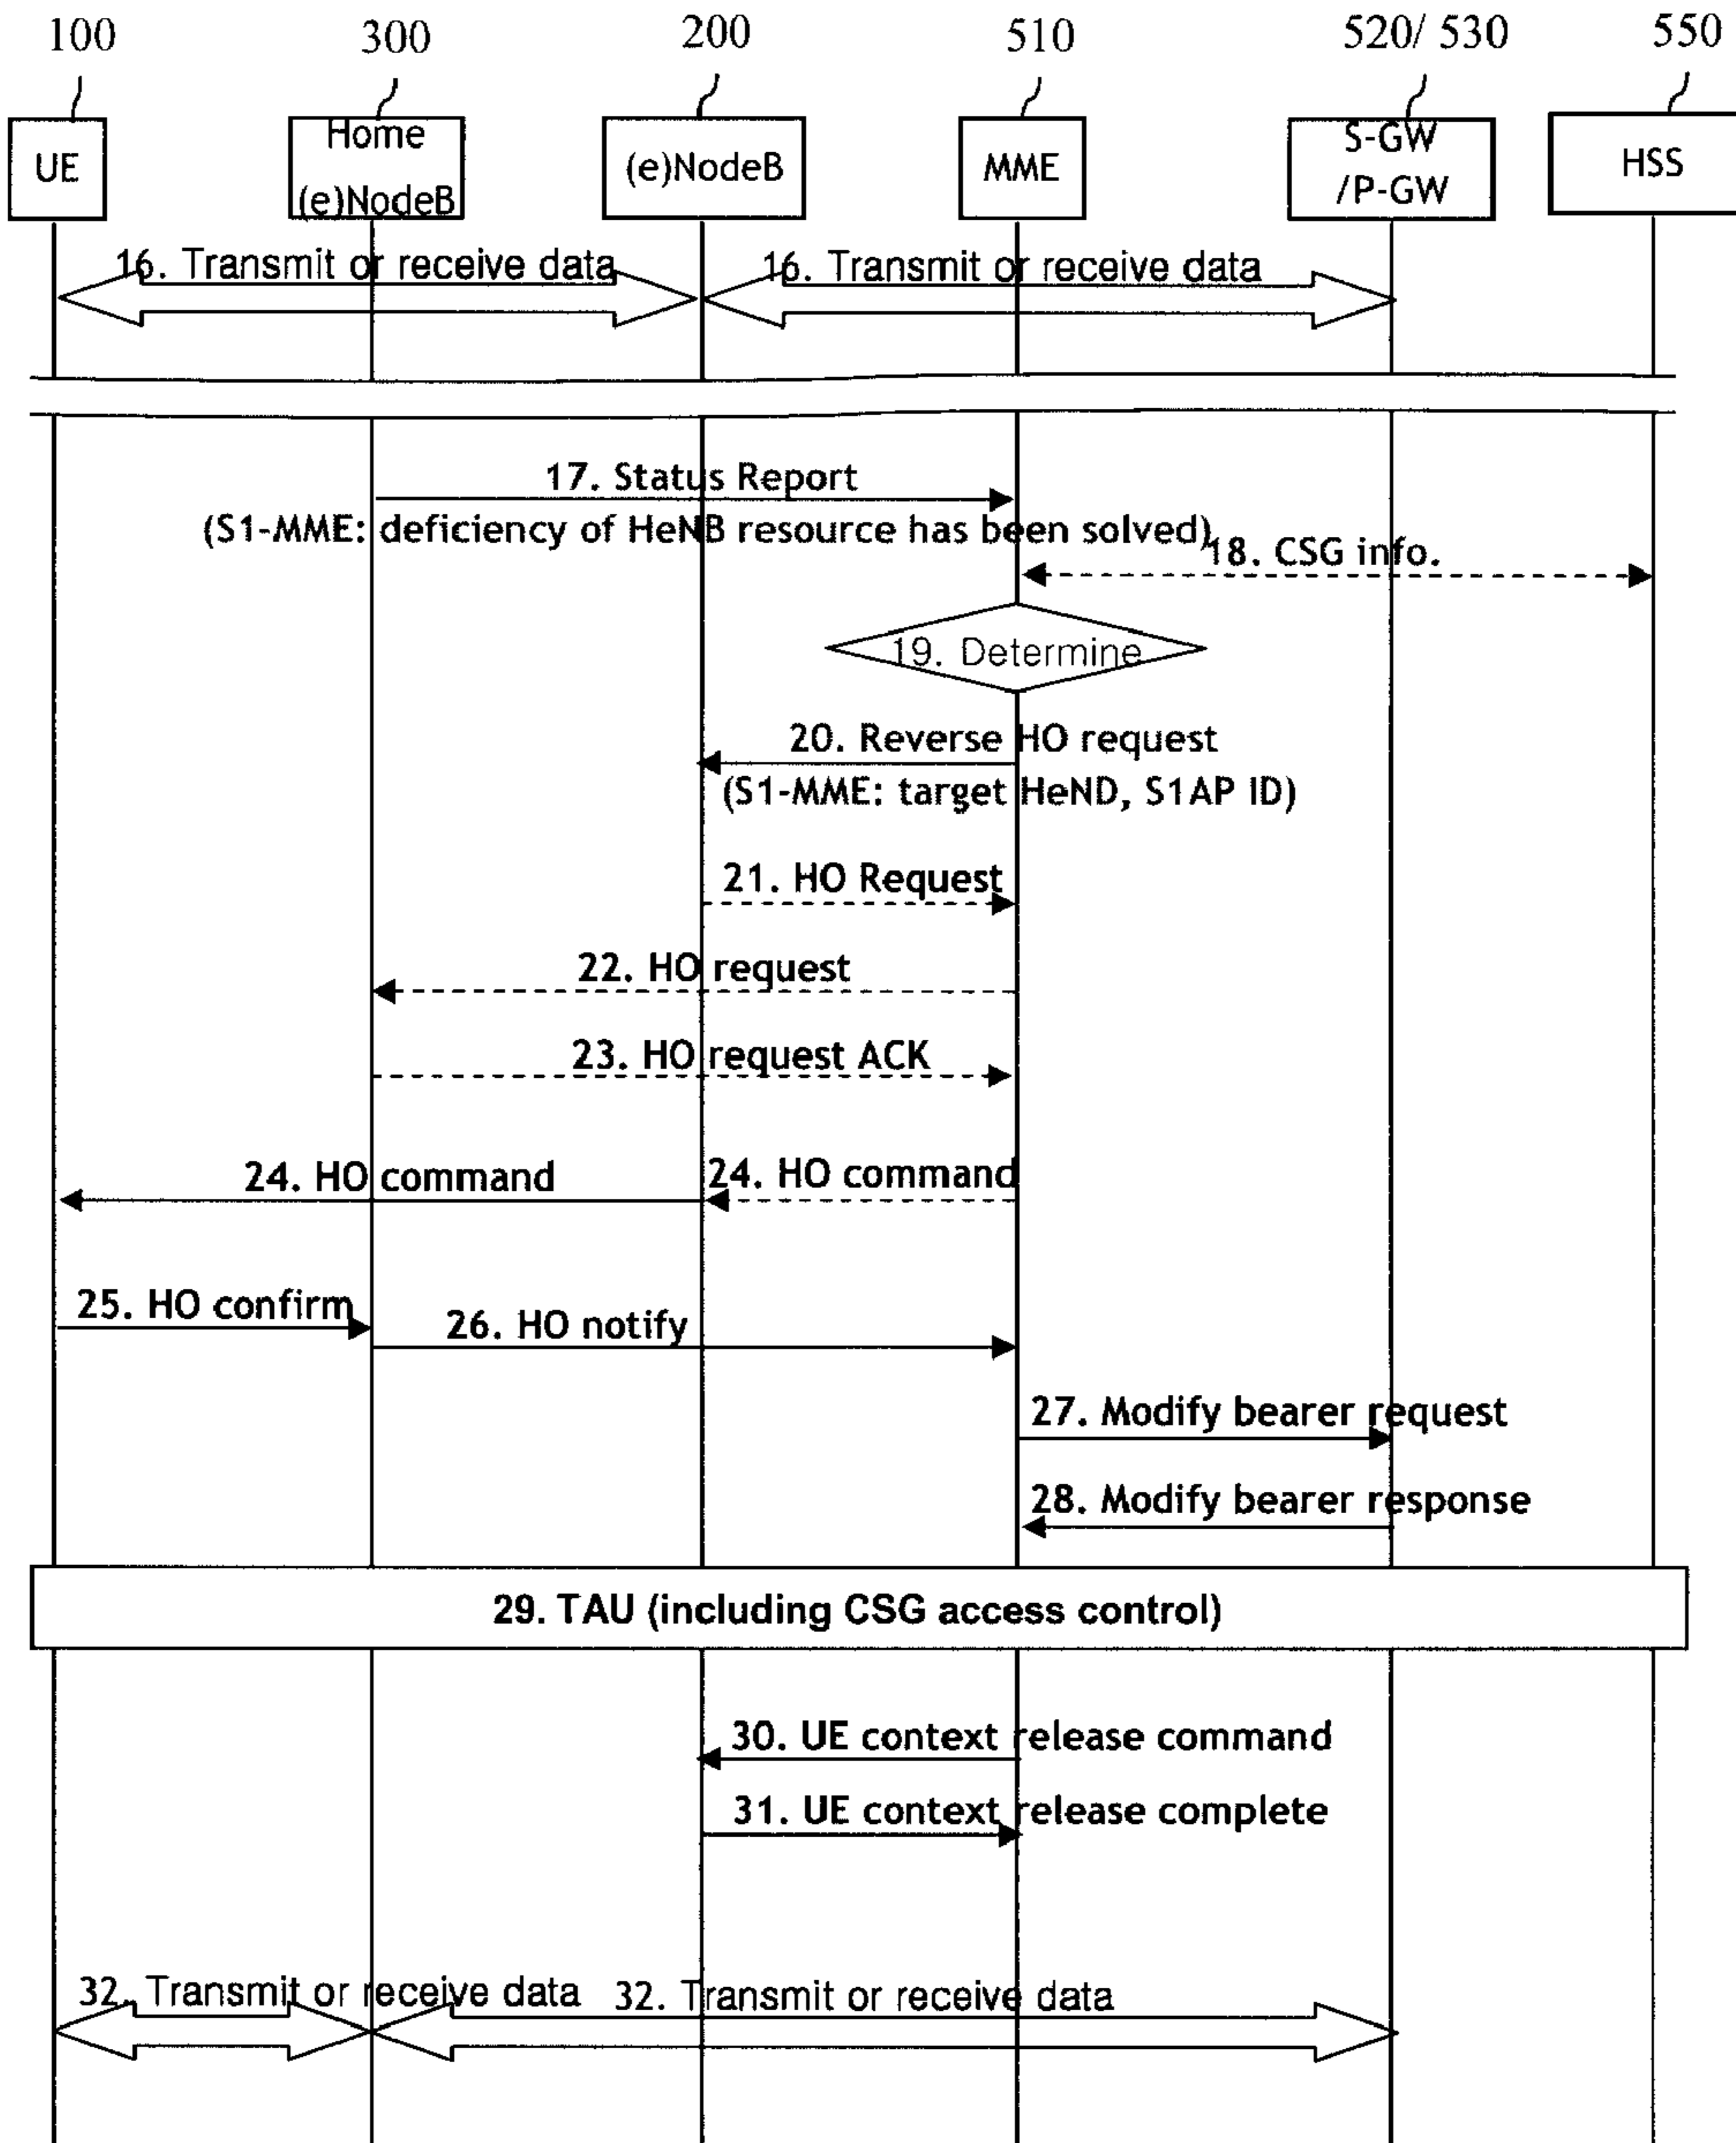 100
300
200
510
520/ 530
550
UE
Home
(e)NodeB
(e)NodeB
MME
S-GW
/P-GW
HSS
16. Transmit or receive data
16. Transmit or receive data
17. Status Report
(S1-MME: deficiency of HeNB resource has been solved)
18. CSG info.
19. Determine
20. Reverse HO request
(S1-MME: target HeND, S1AP ID)
21. HO Request
22. HO request
23. HO request ACK
24. HO command
24. HO command
25. HO confirm
26. HO notify
27. Modify bearer request
28. Modify bearer response
29. TAU (including CSG access control)
30. UE context release command
31. UE context release complete
32. Transmit or receive data
32. Transmit or receive data